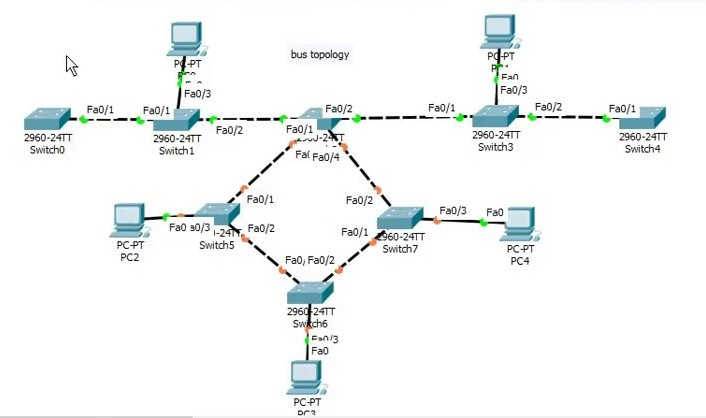 bus topology
PC-PT
Fa0/3
Fa0/1
Fa0/1
Fa0/2
Fa0/1
Fa0/2
Fa0/1
Fa0
Fa0/3
Fa0/2
Fa0/1
2960-24TT
Switch0
2960-24TT
Switch1
2960-24TT
Switch3
2960-24TT
Switch4
Fa0/4
Fa0/1
Fa0/2
Fa0/3
Fa0
Fa0
Fa0/2
Fa0/1
PC-PT
PC2
Switch5
2960-24TT
Switch7
PC-PT
PC4
Fa0/2
2960-24TT
Switch6
Fa0/3
Fa0
PC-PT
PC3